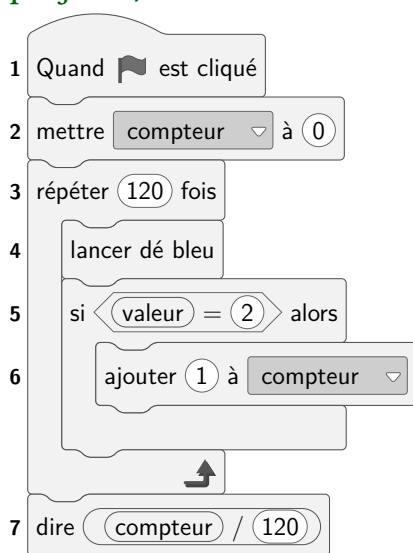 1 Quand est cliqué
2 mettre compteur à 0
3 répéter 120 fois
4 lancer dé bleu
5 si valeur = 2 alors
6 ajouter 1 à compteur
7 dire compteur / 120